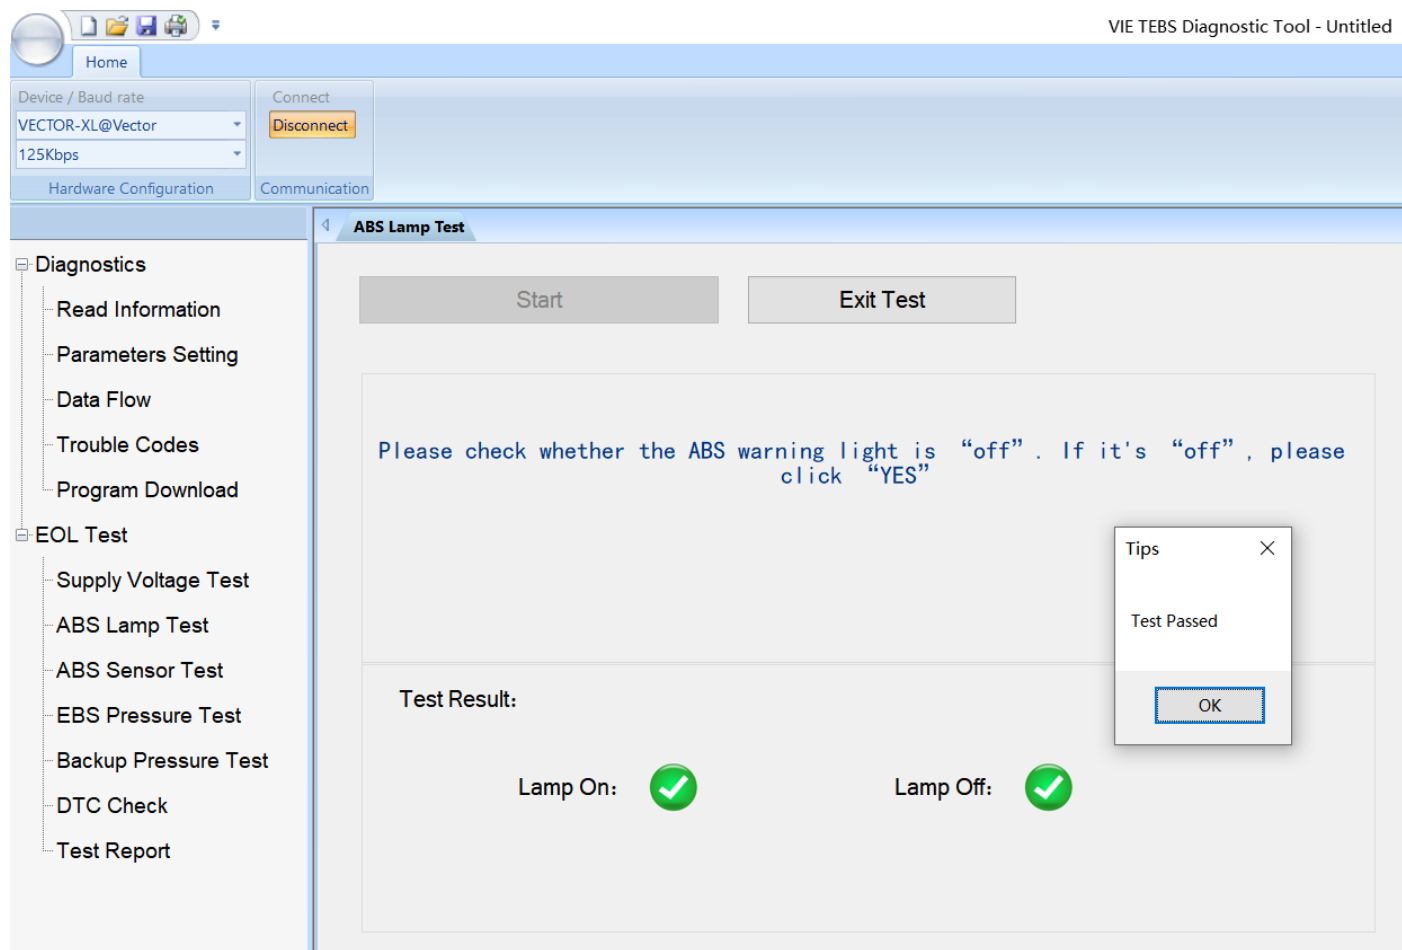 VIE TEBS Diagnostic Tool - Untitled
Home
Device / Baud rate
Connect
VECTOR-XL@Vector
Disconnect
125Kbps
Hardware Configuration
Communication
ABS Lamp Test
Diagnostics
Read Information
Parameters Setting
Data Flow
Trouble Codes
Program Download
EOL Test
Supply Voltage Test
ABS Lamp Test
ABS Sensor Test
EBS Pressure Test
Backup Pressure Test
DTC Check
Test Report
Start
Exit Test
Please check whether the ABS warning light is “off”. If it's “off”, please
click “YES”
Tips
Test Passed
OK
Test Result:
Lamp On:
Lamp Off: